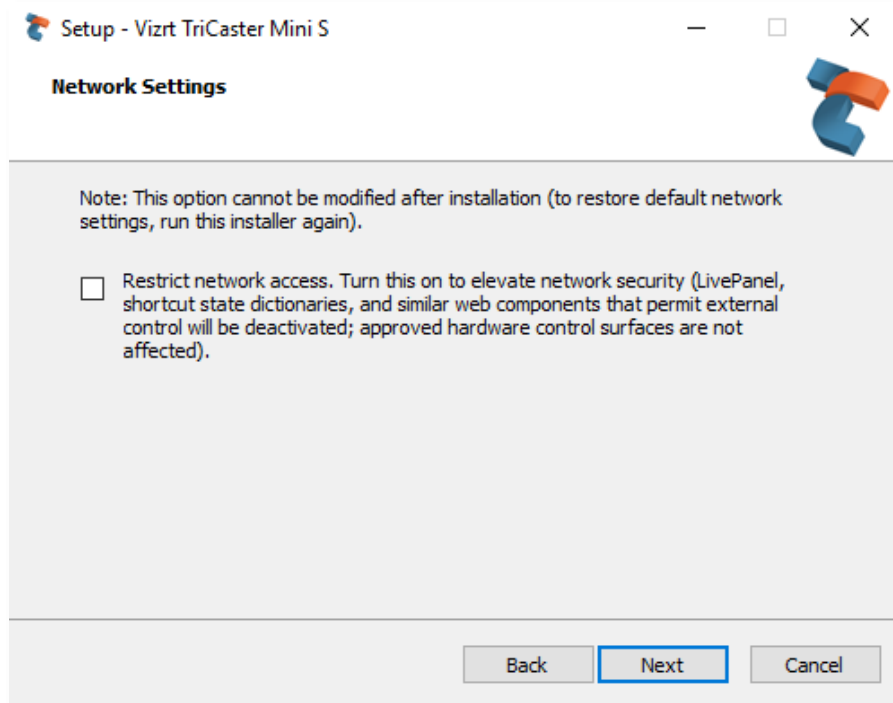 Setup - Vizrt TriCaster Mini S
Network Settings
Note: This option cannot be modified after installation (to restore default network
settings, run this installer again).
Restrict network access. Turn this on to elevate network security (LivePanel,
shortcut state dictionaries, and similar web components that permit external
control will be deactivated; approved hardware control surfaces are not
affected).
Back
Next
Cancel